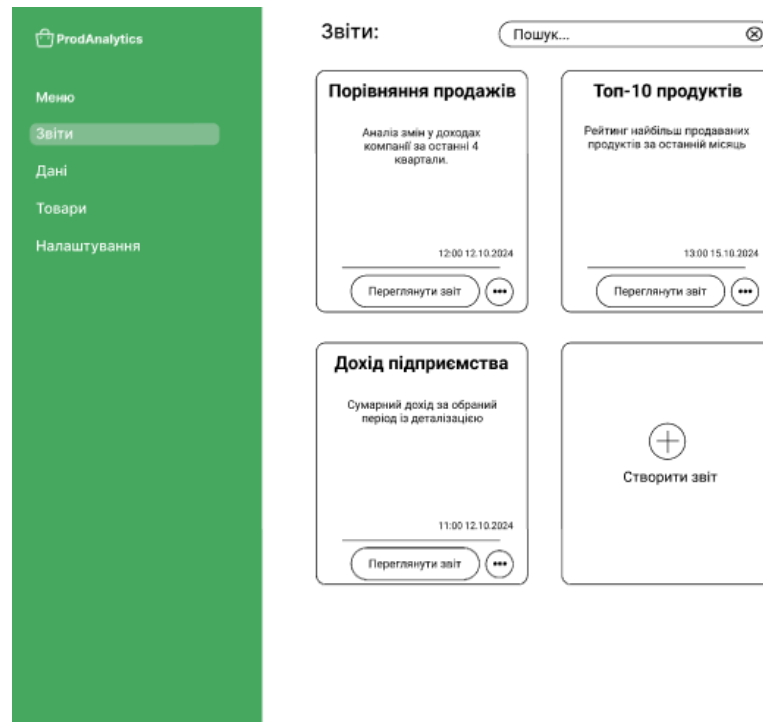 ProdAnalytics
Меню
Звіти
Дані
Товари
Налаштування
Звіти:
Пошук...
Порівняння продажів
Аналіз змін у доходах
компанії за останні 4
квартали.
12:00 12.10.2024
Переглянути звіт
Топ-10 продуктів
Рейтинг найбільш продаваних
продуктів за останній місяць
13:00 15.10.2024
Переглянути звіт
Дохід підприємства
Сумарний дохід за обраний
період із деталізацією
11:00 12.10.2024
Переглянути звіт
Створити звіт